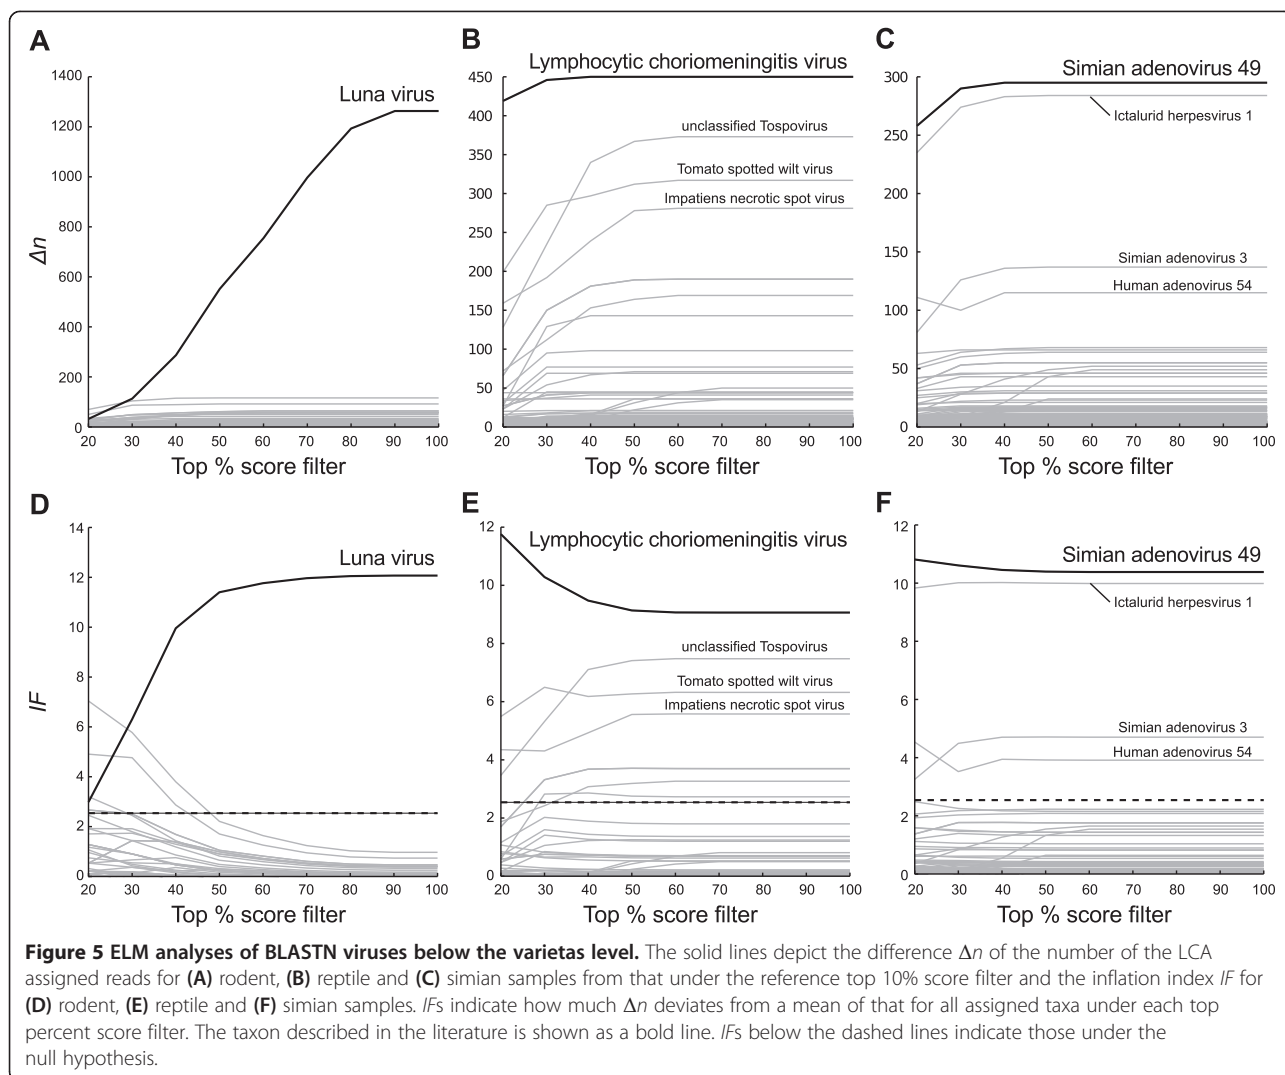 A
1400
1200
1000
800
600
400
200
0
Δn
Luna virus
20 30 40 50 60 70 80 90 100
Top % score filter
B
450
400
350
300
250
200
150
100
50
0
Lymphocytic choriomeningitis virus
unclassified Tospovirus
Tomato spotted wilt virus
Impatiens necrotic spot virus
20 30 40 50 60 70 80 90 100
Top % score filter
C
300
250
200
150
100
50
0
Simian adenovirus 49
Ictalurid herpesvirus 1
Simian adenovirus 3
Human adenovirus 54
20 30 40 50 60 70 80 90 100
Top % score filter
D
14
12
10
8
6
4
2
0
IF
Luna virus
20 30 40 50 60 70 80 90 100
Top % score filter
E
12
10
8
6
4
2
0
Lymphocytic choriomeningitis virus
unclassified Tospovirus
Tomato spotted wilt virus
Impatiens necrotic spot virus
20 30 40 50 60 70 80 90 100
Top % score filter
F
12
10
8
6
4
2
0
Simian adenovirus 49
Ictalurid herpesvirus 1
Simian adenovirus 3
Human adenovirus 54
20 30 40 50 60 70 80 90 100
Top % score filter
Figure 5 ELM analyses of BLASTN viruses below the varietas level. The solid lines depict the difference Δn of the number of the LCA
assigned reads for (A) rodent, (B) reptile and (C) simian samples from that under the reference top 10% score filter and the inflation index IF for
(D) rodent, (E) reptile and (F) simian samples. IFs indicate how much Δn deviates from a mean of that for all assigned taxa under each top
percent score filter. The taxon described in the literature is shown as a bold line. IFs below the dashed lines indicate those under the
null hypothesis.